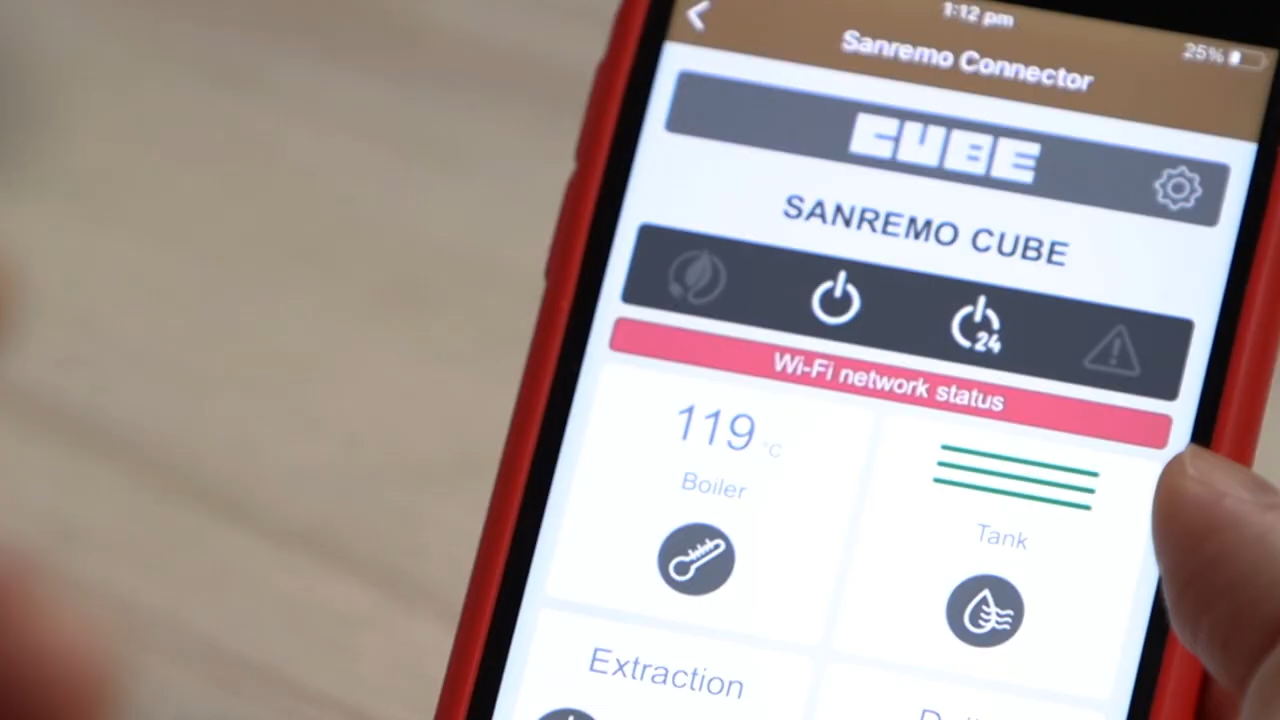 1:12 pm
25%
Sanremo Connector
CUBE
SANREMO CUBE
24
Wi-Fi network status
119 °C
Boiler
Tank
Extraction